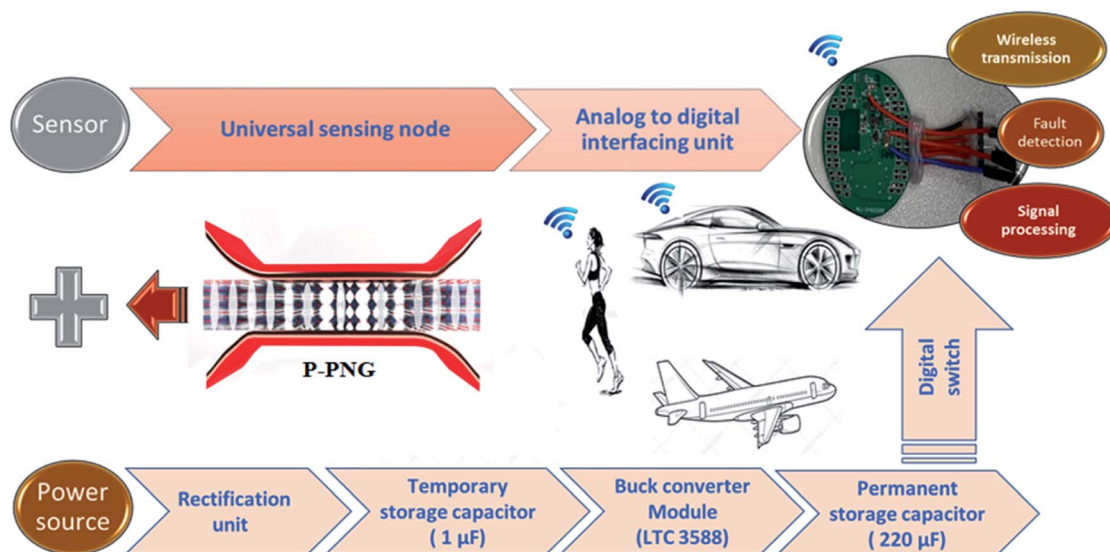 Wireless
transmission
Sensor
Universal sensing node
Analog to digital
interfacing unit
Fault
detection
Signal
processing
P-PNG
Digital
switch
Power
source
Rectification
unit
Temporary
storage capacitor
( 1 µF)
Buck converter
Module
(LTC 3588)
Permanent
storage capacitor
( 220 µF)